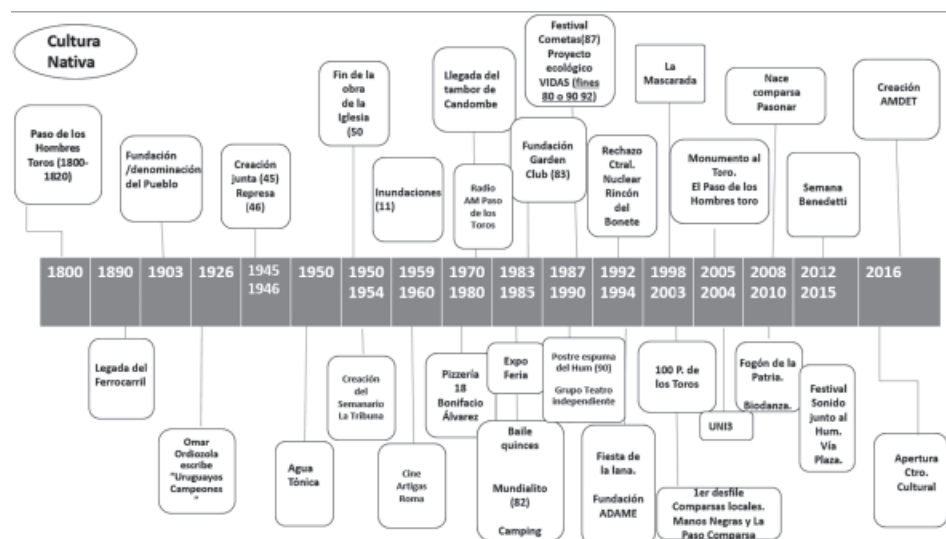 Cultura
Nativa
Paso de los
Hombres
Toros (1800-
1820)
Fundación
/denominación
del Pueblo
Creación
junta (45)
Represa
(46)
Fin de la
obra
de la
Iglesia
(50
Inundaciones
(11)
Llegada del
tambor de
Candombe
Radio
AM Paso
de los
Toros
Festival
Cometas(87)
Proyecto
ecológico
VIDAS (fines
80 o 90 92)
Fundación
Garden
Club (83)
Rechazo
Ctral.
Nuclear
Rincón
del
Bonete
La
Mascarada
Monumento al
Toro.
El Paso de los
Hombres toro
Nace
comparsa
Pasonar
Semana
Benedetti
Creación
AMDET
1800 1890 1903 1926 1945 1950 1950 1959 1970 1983 1987 1992 1998 2005 2008 2012 2016
1946 1954 1960 1980 1985 1990 1994 2003 2004 2010 2015
Legada del
Ferrocarril
Omar
Ordiozola
escribe
"Uruguayos
Campeones
"
Agua
Tónica
Creación
del
Semanario
La Tribuna
Cine
Artigas
Roma
Pizzería
18
Bonifacio
Álvarez
Expo
Feria
Baile
quinces
Mundialito
(82)
Camping
Postre espuma
del Hum (90)
Grupo Teatro
independiente
Fiesta de
la lana.
Fundación
ADAME
100 P. de
los Toros
UNI3
1er desfile
Comparsas locales.
Manos Negras y La
Paso Comparsa
Fogón de la
Patria.
Biodanza.
Festival
Sonido
junto al
Hum.
Vía
Plaza.
Apertura
Ctro.
Cultural